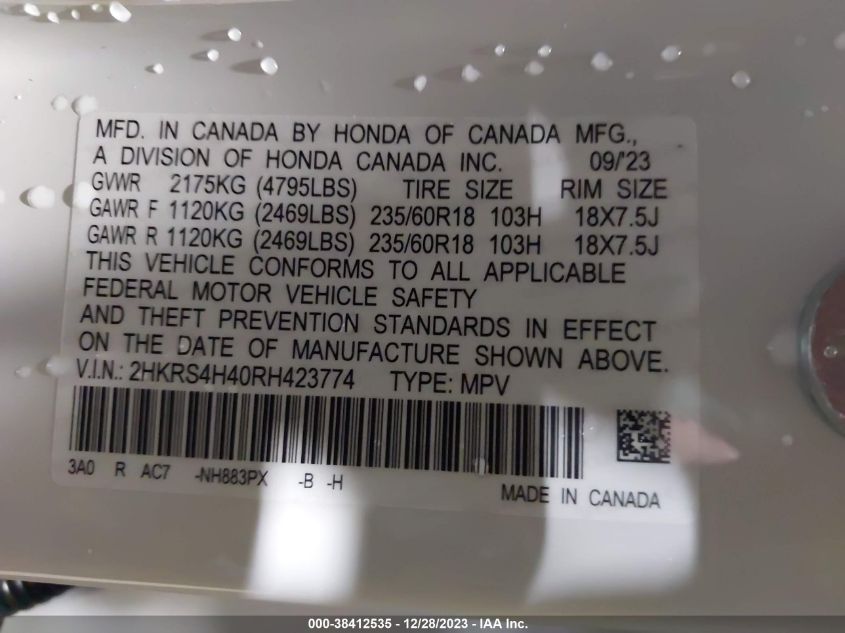 MFD. IN CANADA BY HONDA OF CANADA MFG.,
A DIVISION OF HONDA CANADA INC. 09/'23
GVWR 2175KG (4795LBS) TIRE SIZE RIM SIZE
GAWR F 1120KG (2469LBS) 235/60R18 103H 18X7.5J
GAWR R 1120KG (2469LBS) 235/60R18 103H 18X7.5J
THIS VEHICLE CONFORMS TO ALL APPLICABLE
FEDERAL MOTOR VEHICLE SAFETY
AND THEFT PREVENTION STANDARDS IN EFFECT
ON THE DATE OF MANUFACTURE SHOWN ABOVE.
V.I.N.: 2HKRS4H40RH423774 TYPE: MPV
3A0 R AC7 -NH883PX -B -H
MADE IN CANADA
000-38412535 - 12/28/2023 - IAA Inc.